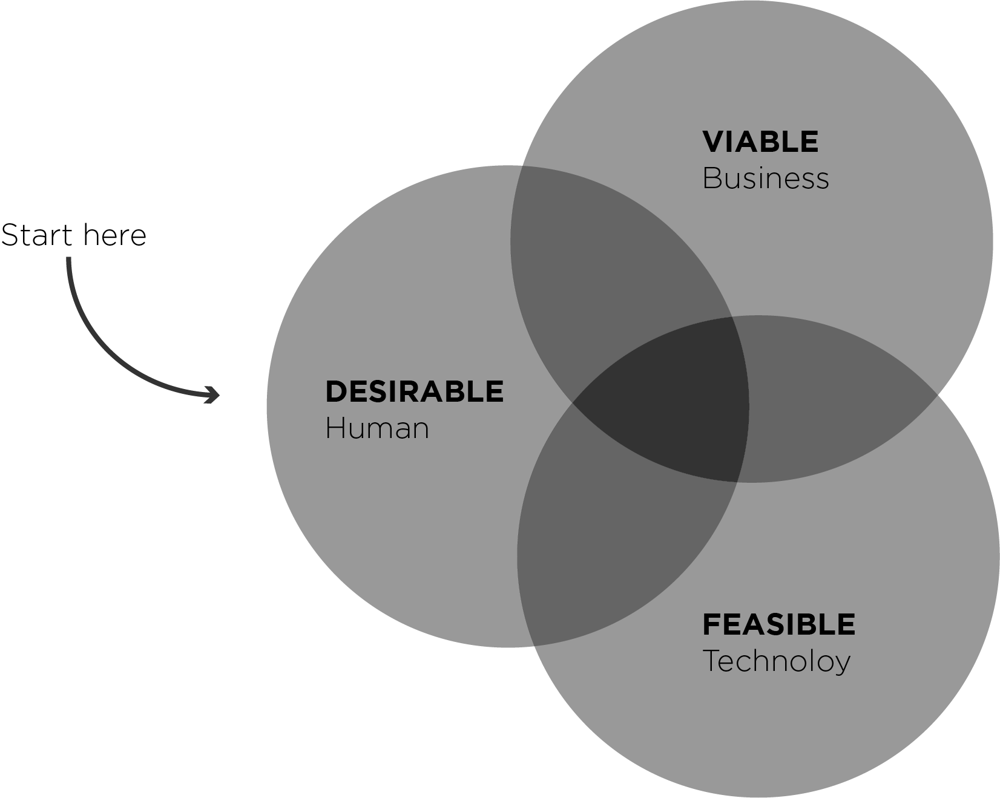 VIABLE
Business
Start here
DESIRABLE
Human
FEASIBLE
Technoloy